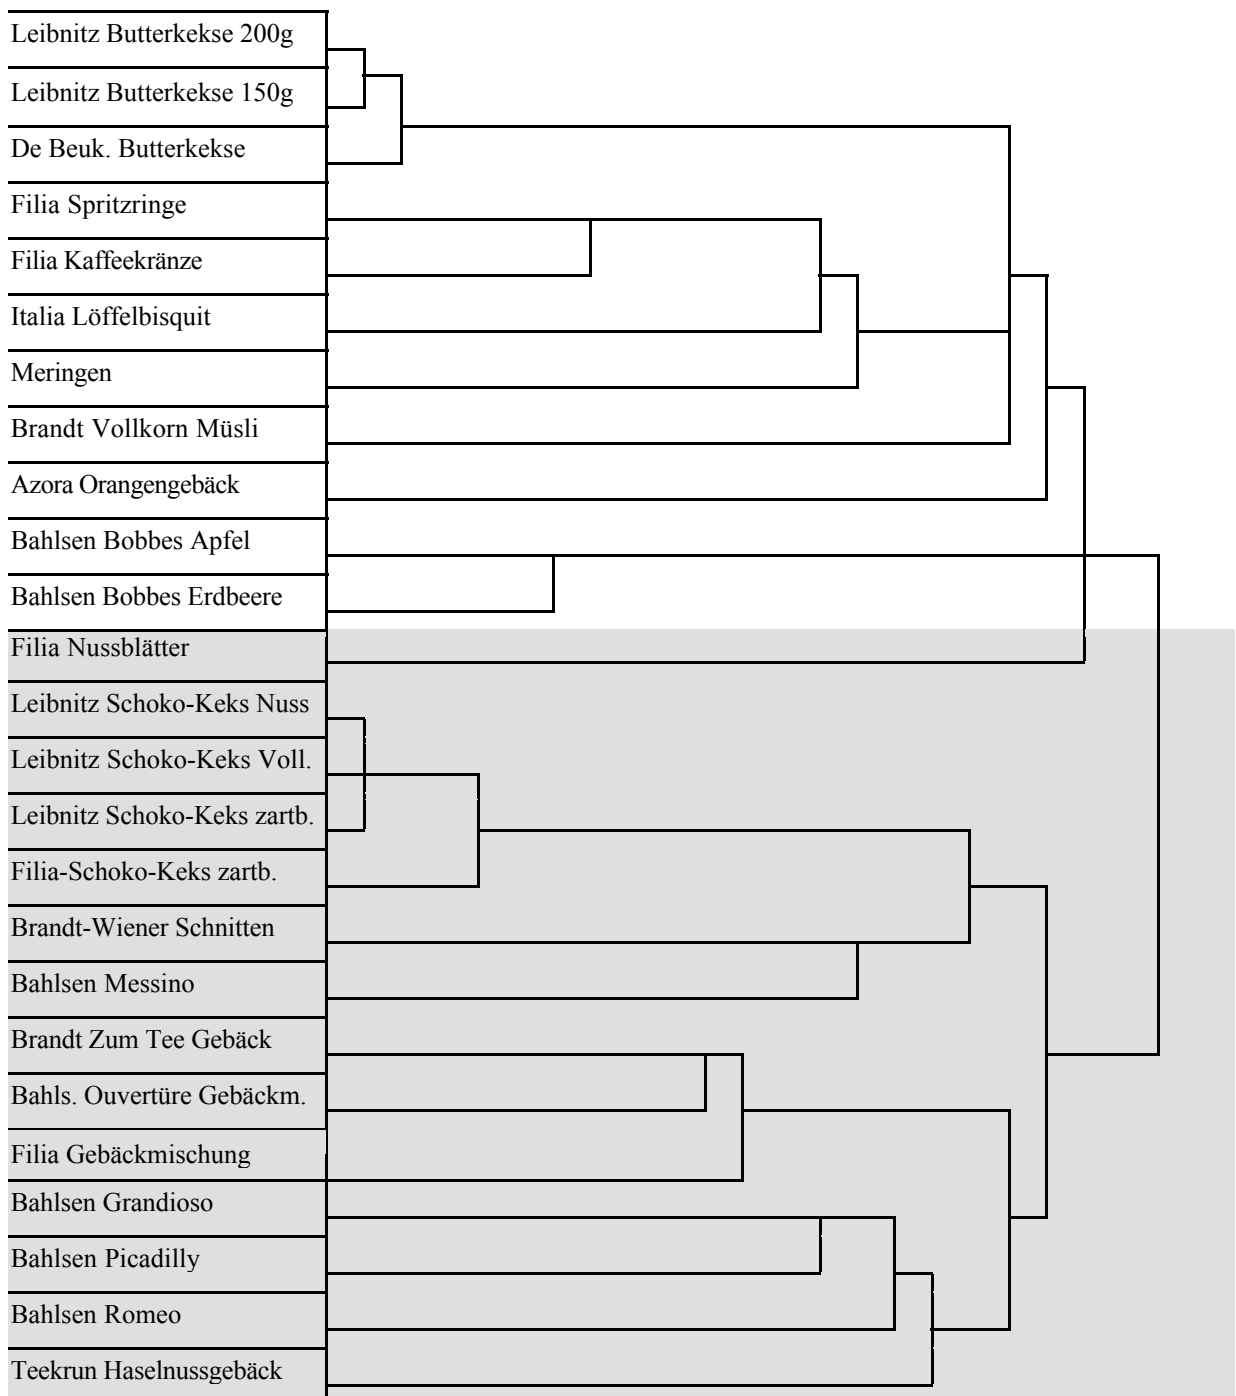 Leibnitz Butterkekse 200g
Leibnitz Butterkekse 150g
De Beuk. Butterkekse
Filia Spritzringe
Filia Kaffeekränze
Italia Löffelbisquit
Meringen
Brandt Vollkorn Müsli
Azora Orangengebäck
Bahlsen Bobbes Apfel
Bahlsen Bobbes Erdbeere
Filia Nussblätter
Leibnitz Schoko-Keks Nuss
Leibnitz Schoko-Keks Voll.
Leibnitz Schoko-Keks zartb.
Filia-Schoko-Keks zartb.
Brandt-Wiener Schnitten
Bahlsen Messino
Brandt Zum Tee Gebäck
Bahls. Ouvertüre Gebäckm.
Filia Gebäckmischung
Bahlsen Grandioso
Bahlsen Picadilly
Bahlsen Romeo
Teekrun Haselnussgebäck